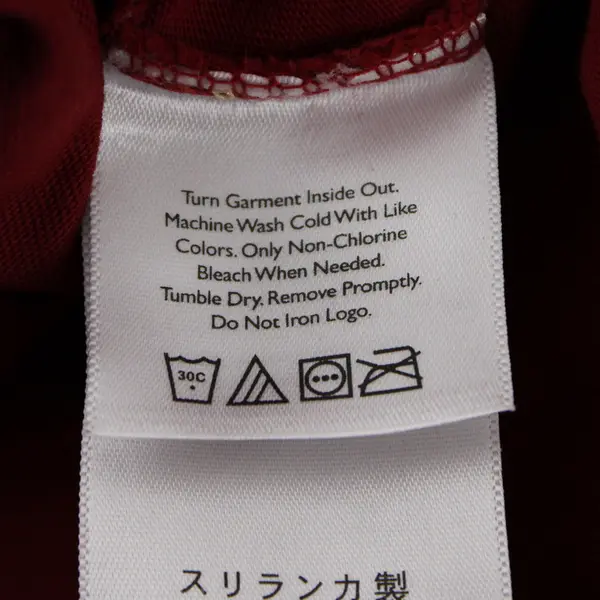 Turn Garment Inside Out.
Machine Wash Cold With Like
Colors. Only Non-Chlorine
Bleach When Needed.
Tumble Dry. Remove Promptly.
Do Not Iron Logo.
30C
スリランカ製